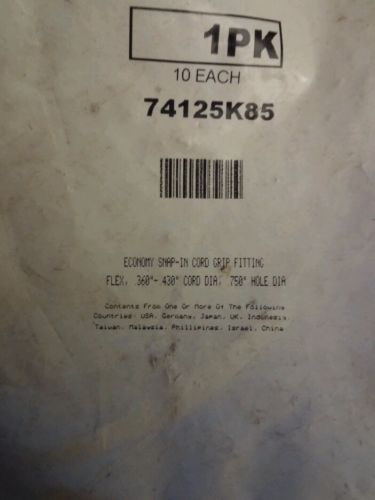 1PK
10 EACH
74125K85
ECONOMY SNAP-IN CORD GRIP FITTING
FLEX, .360"-.430" CORD DIA, .750" HOLE DIA
Contents From One Or More Of The Following
Countries: USA, Germany, Japan, UK, Indonesia,
Taiwan, Malaysia, Phillipines, Israel, China